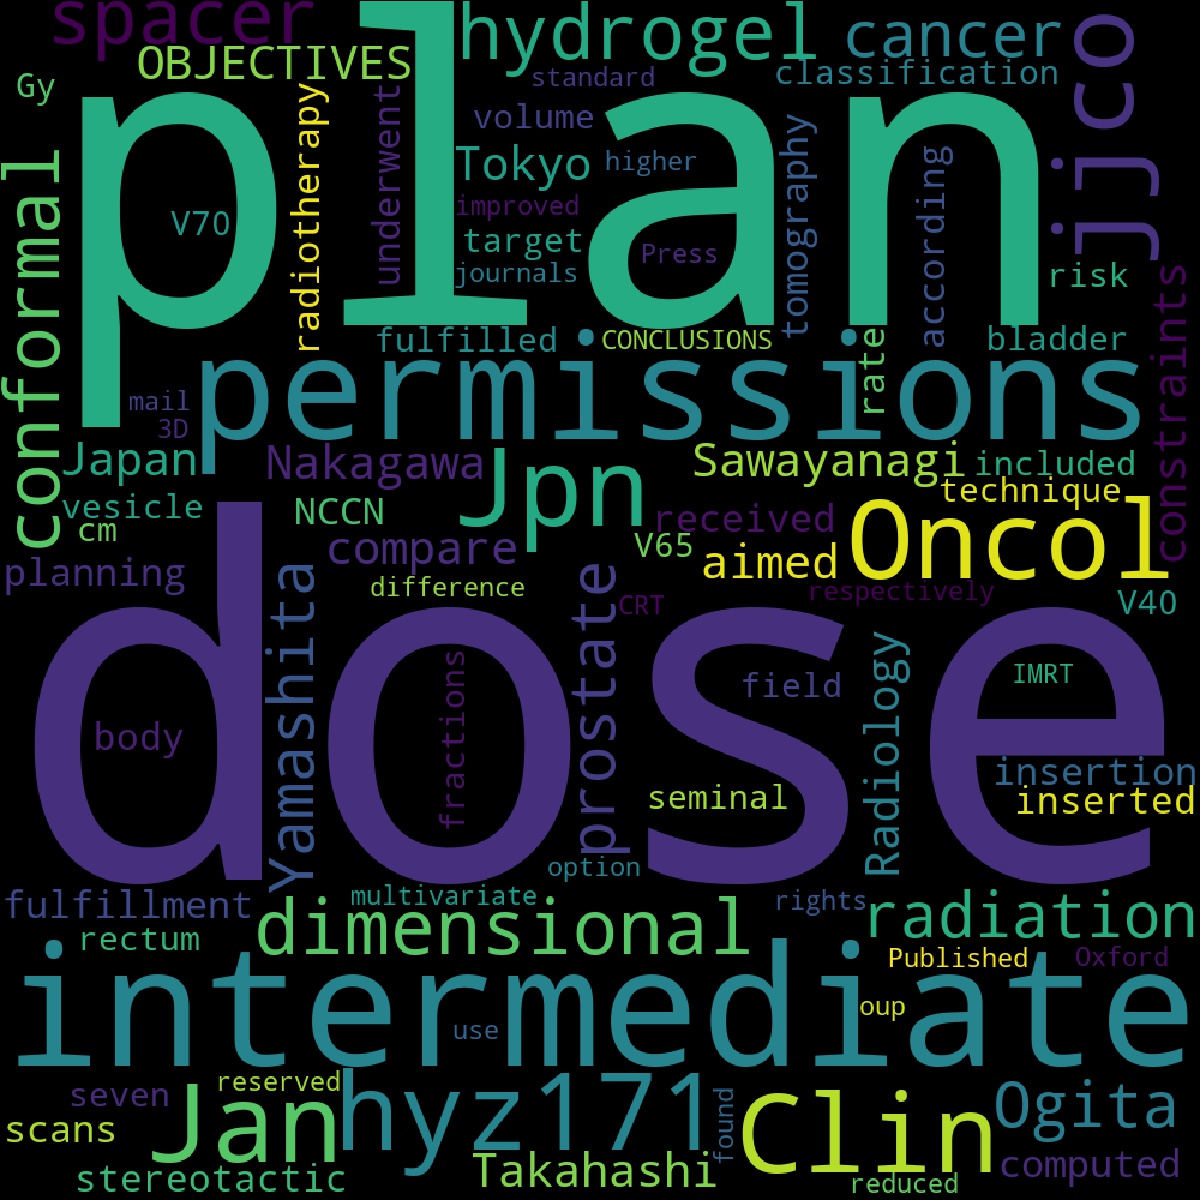 spacer
plan
hydrogel
cancer
jjco
OBJECTIVES
standard
classification
Gy
radiotherapy
underwent
volume
Tokyo
higher
tomography
according
conformal
V70
improved
target
Press
journals
risk
constraints
fulfilled
CONCLUSIONS
rate
bladder
permissions
mail
3D
Japan
Nakagawa
Jpn
Sawayanagi
included
technique
vesicle
NCCN
received
Oncol
cm
compare
V65
aimed
planning
Yamashita
difference
prostate
CRT
respectively
V40
dose
fractions
field
Radiology
IMRT
body
insertion
seminal
inserted
option
fulfillment
multivariate
rights
radiation
rectum
dimensional
Published
Oxford
intermediate
oup
use
reserved
seven
Jan
hyz171
found
Clin
Ogita
scans
Takahashi
computed
stereotactic
reduced